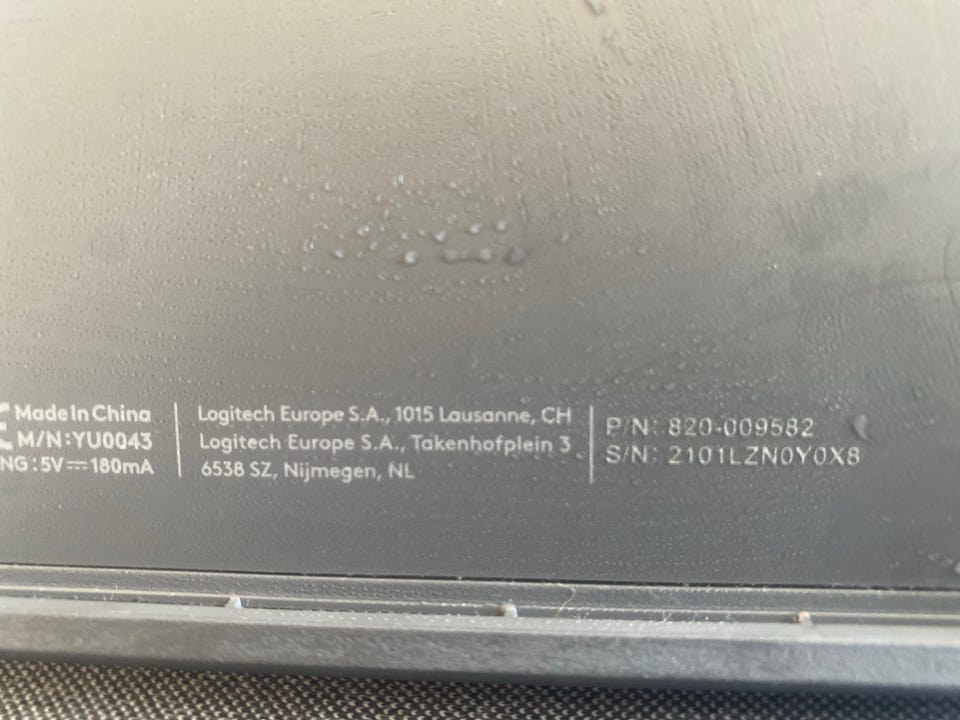 Made In China
M/N:YU0043
NG:5V⎓180mA
Logitech Europe S.A., 1015 Lausanne, CH
Logitech Europe S.A., Takenhofplein 3
6538 SZ, Nijmegen, NL
P/N: 820-009582
S/N: 2101LZN0Y0X8